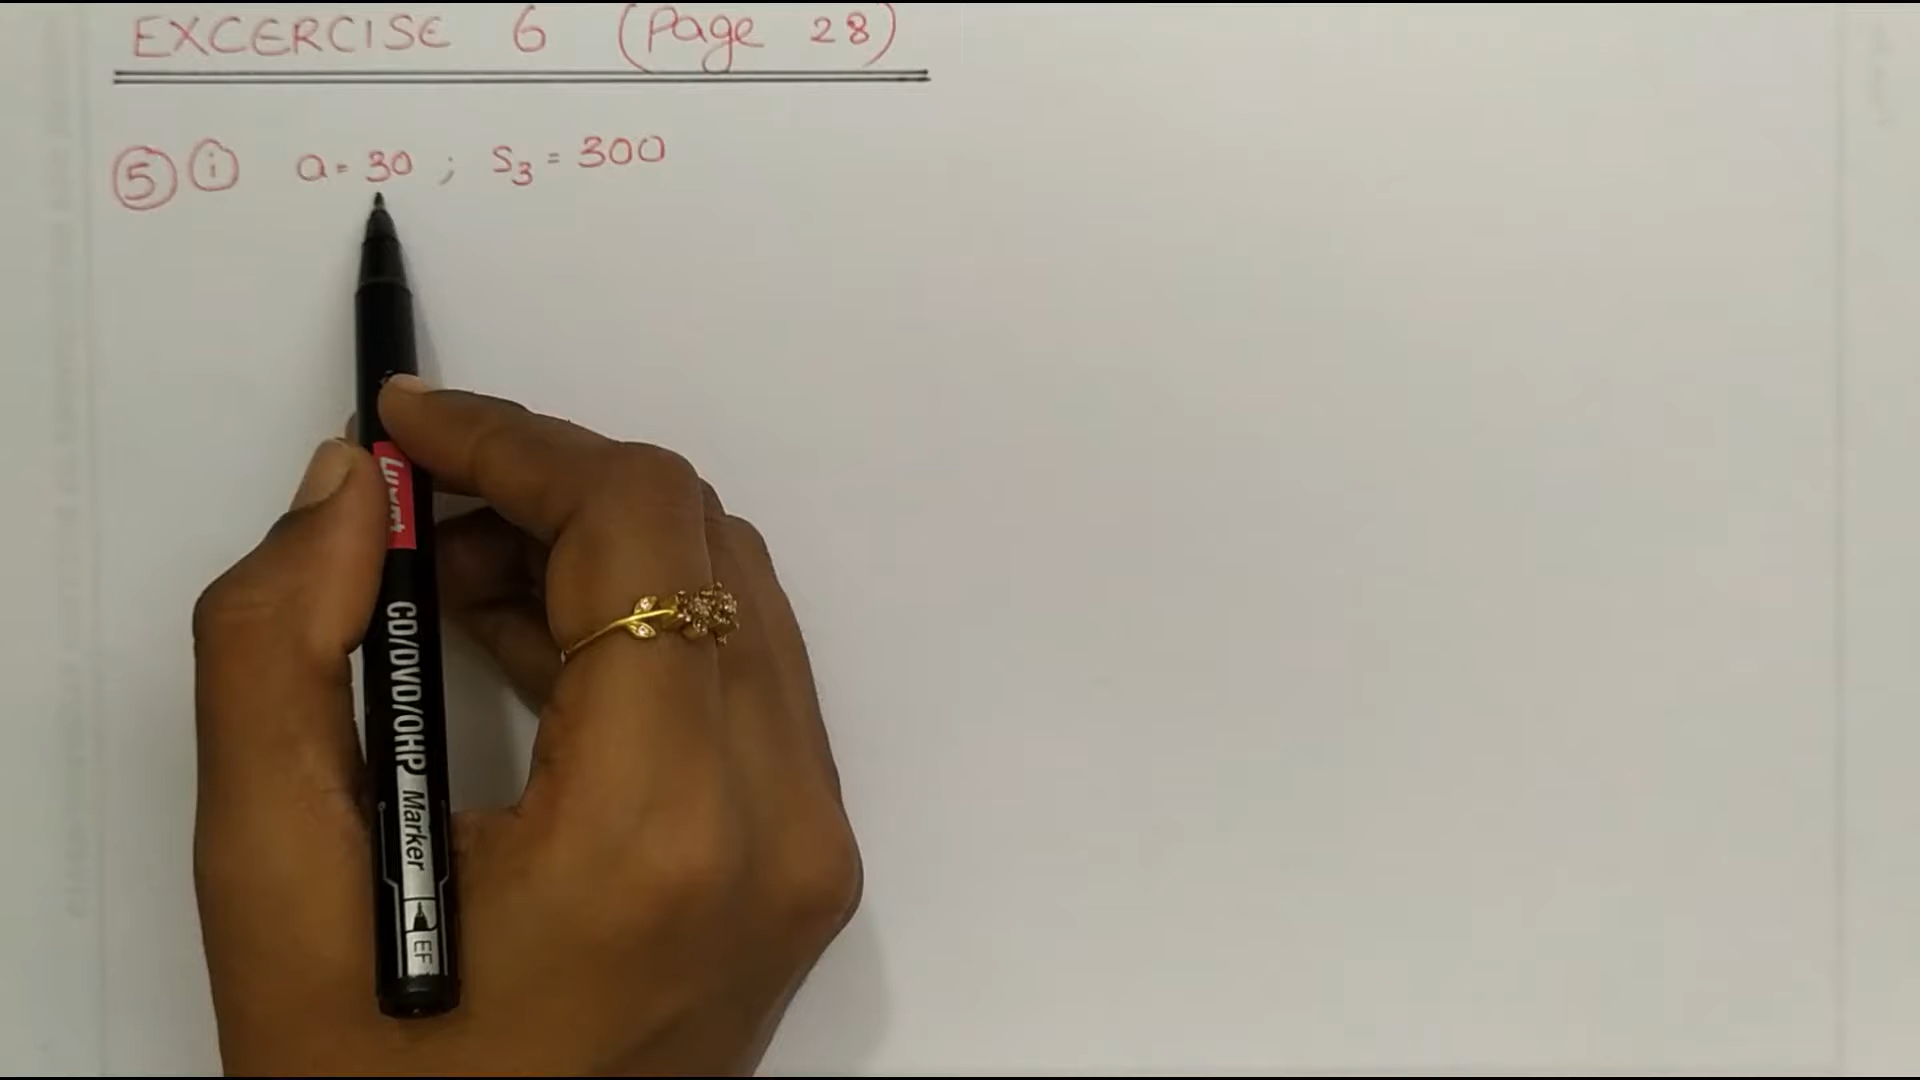 EXCERCISE 6 (Page 28)
5 i a = 30 ; S3 = 300
Luxor
CD/DVD/OHP Marker
EF